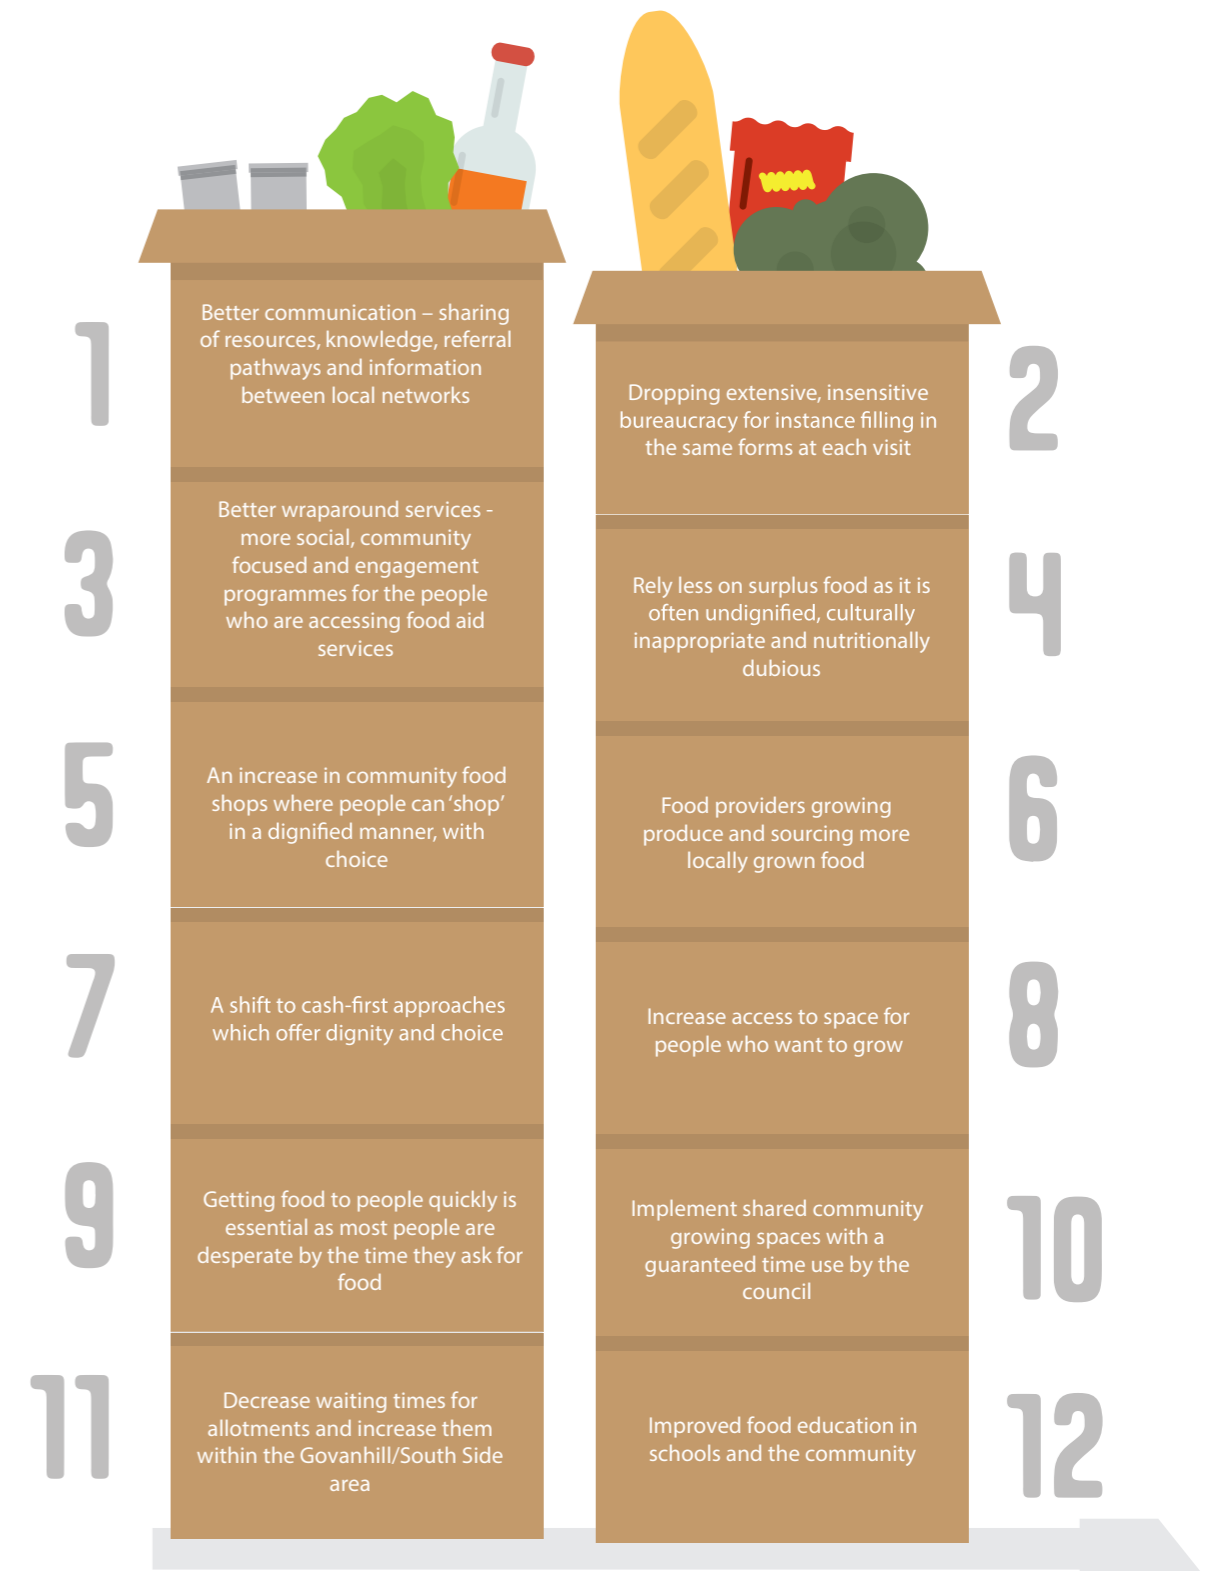 1
Better communication – sharing
of resources, knowledge, referral
pathways and information
between local networks
2
Dropping extensive, insensitive
bureaucracy for instance filling in
the same forms at each visit
3
Better wraparound services -
more social, community
focused and engagement
programmes for the people
who are accessing food aid
services
4
Rely less on surplus food as it is
often undignified, culturally
inappropriate and nutritionally
dubious
5
An increase in community food
shops where people can ‘shop’
in a dignified manner, with
choice
6
Food providers growing
produce and sourcing more
locally grown food
7
A shift to cash-first approaches
which offer dignity and choice
8
Increase access to space for
people who want to grow
9
Getting food to people quickly is
essential as most people are
desperate by the time they ask for
food
10
Implement shared community
growing spaces with a
guaranteed time use by the
council
11
Decrease waiting times for
allotments and increase them
within the Govanhill/South Side
area
12
Improved food education in
schools and the community